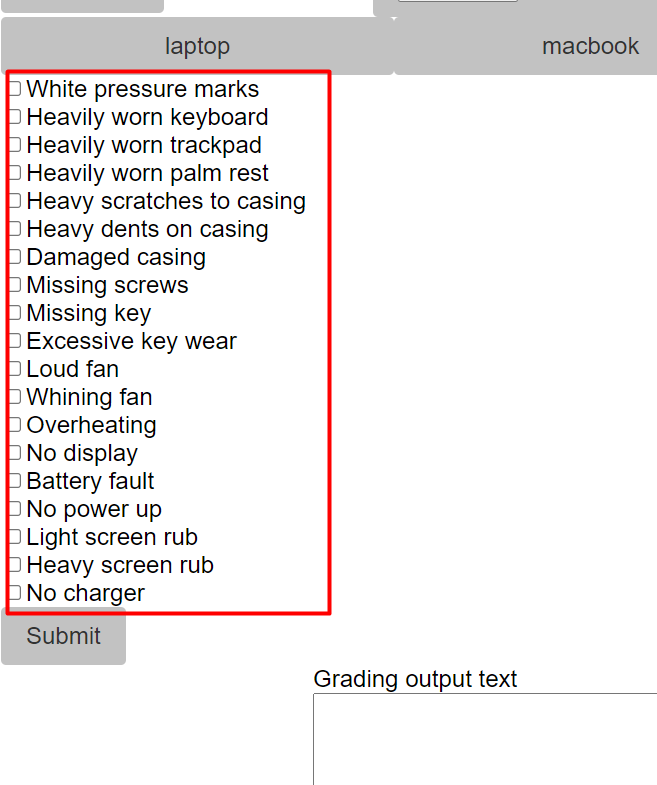 laptop
macbook
White pressure marks
Heavily worn keyboard
Heavily worn trackpad
Heavily worn palm rest
Heavy scratches to casing
Heavy dents on casing
Damaged casing
Missing screws
Missing key
Excessive key wear
Loud fan
Whining fan
Overheating
No display
Battery fault
No power up
Light screen rub
Heavy screen rub
No charger
Submit
Grading output text